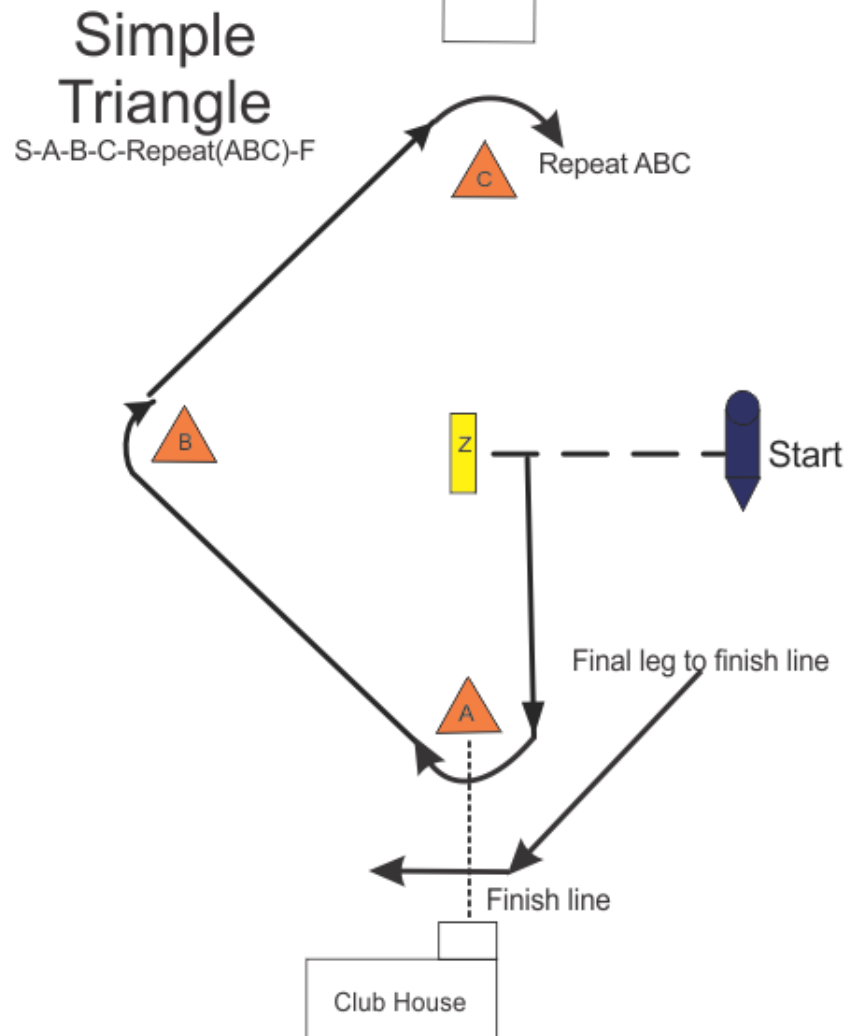 Simple
Triangle
S-A-B-C-Repeat(ABC)-F
C
Repeat ABC
B
Z
Start
Final leg to finish line
A
Finish line
Club House